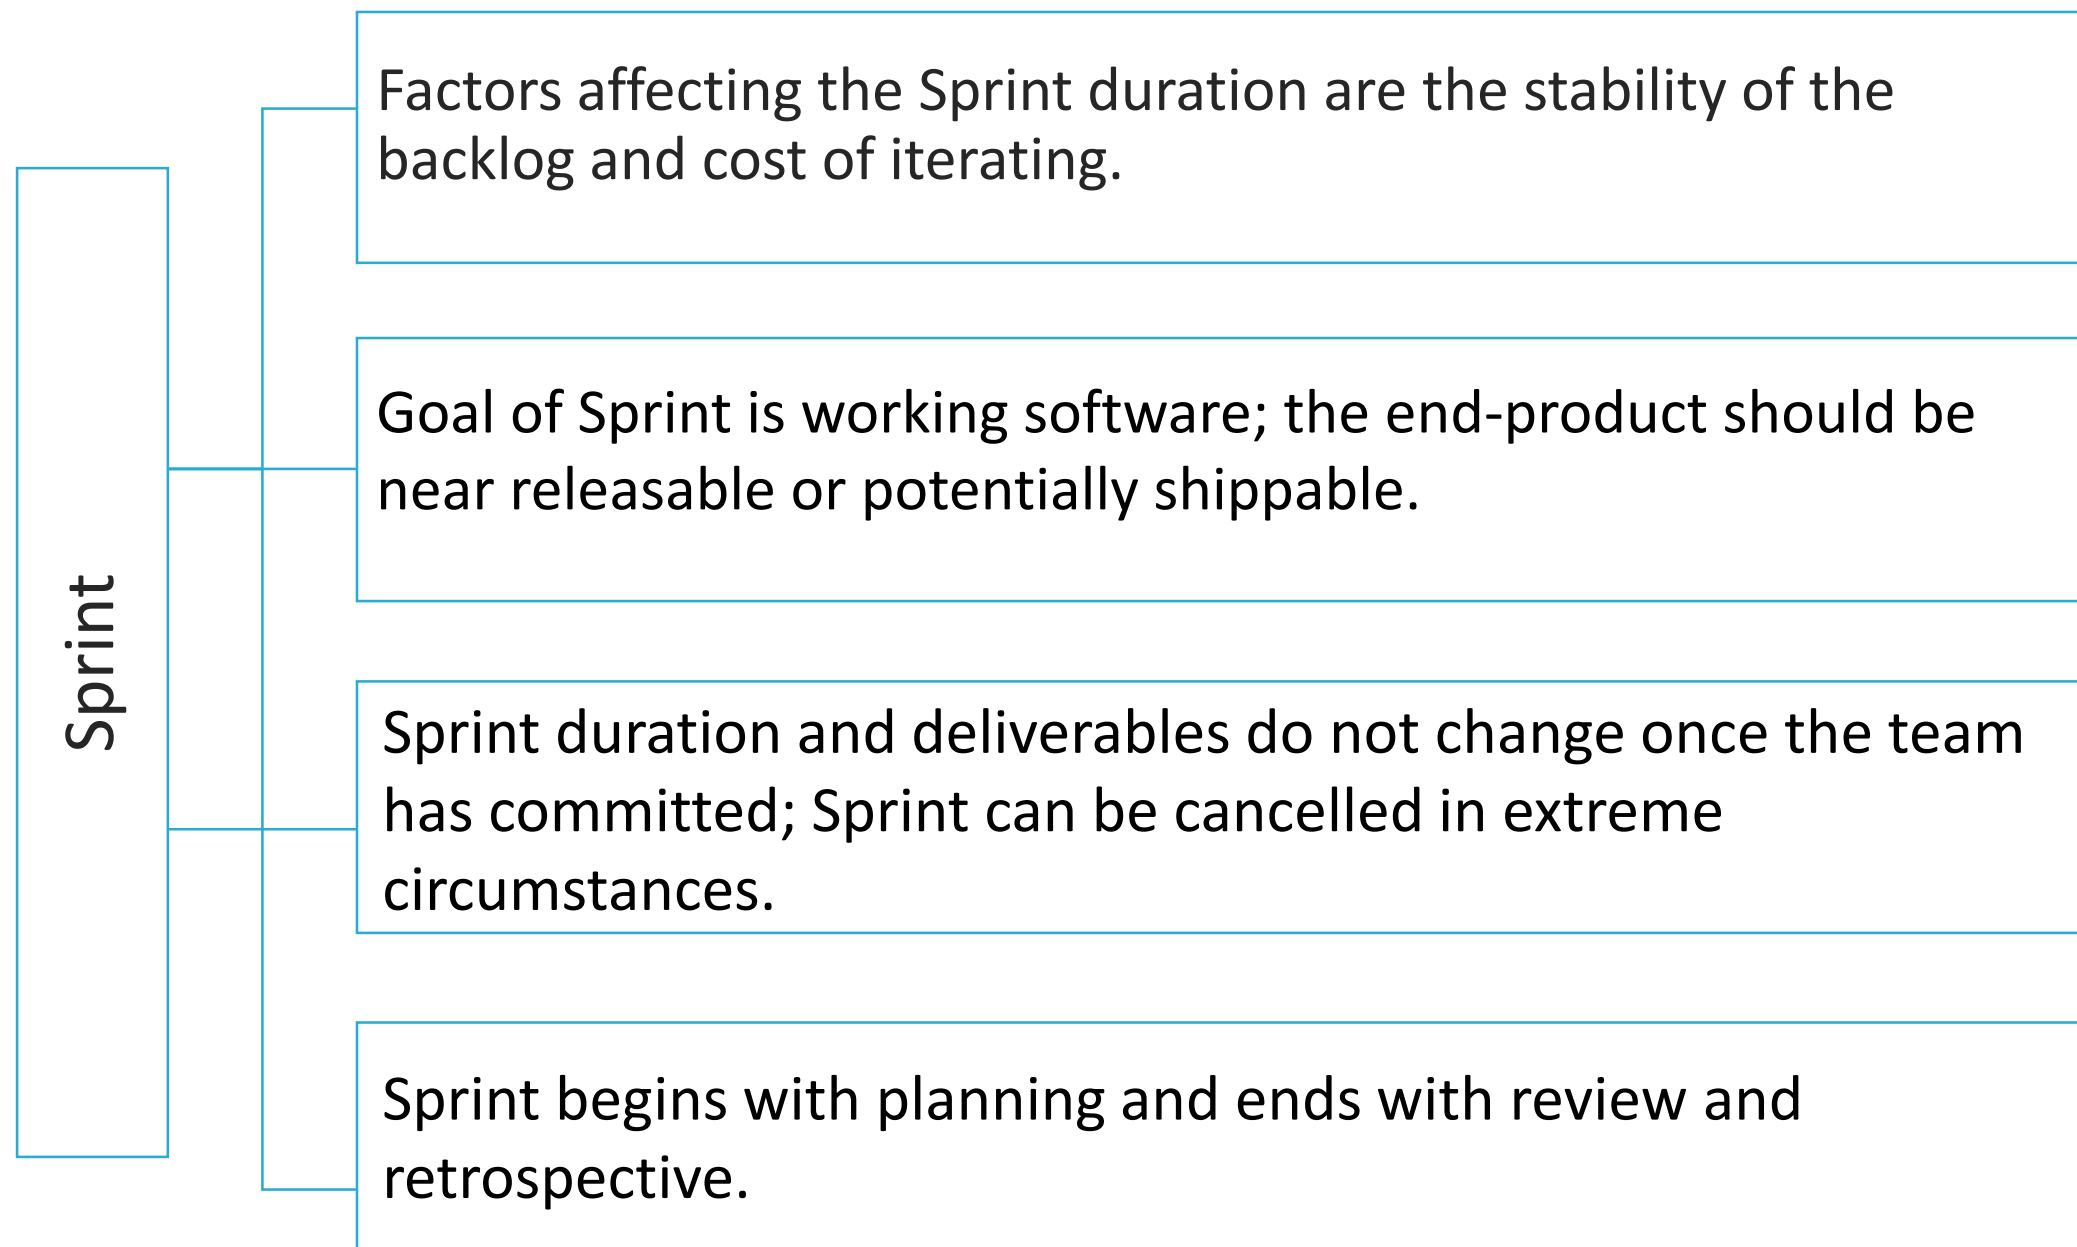 Sprint
Factors affecting the Sprint duration are the stability of the
backlog and cost of iterating.
Goal of Sprint is working software; the end-product should be
near releasable or potentially shippable.
Sprint duration and deliverables do not change once the team
has committed; Sprint can be cancelled in extreme
circumstances.
Sprint begins with planning and ends with review and
retrospective.